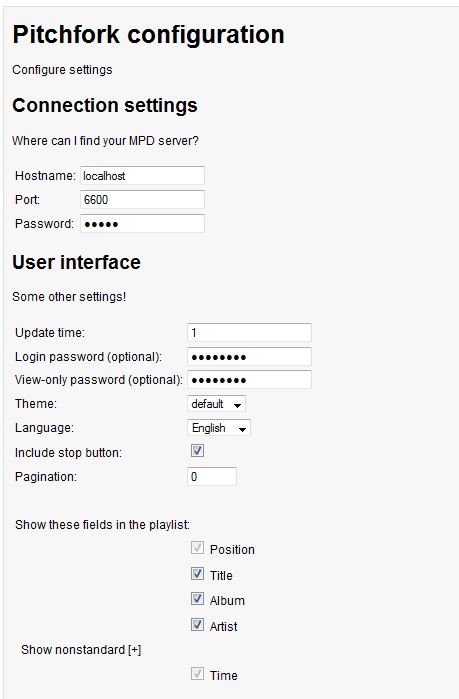 Pitchfork configuration
Configure settings
Connection settings
Where can I find your MPD server?
Hostname: localhost
Port: 6600
Password: •••••
User interface
Some other settings!
Update time: 1
Login password (optional): ••••••••
View-only password (optional): ••••••••
Theme: default
Language: English
Include stop button:
Pagination: 0
Show these fields in the playlist:
Position
Title
Album
Artist
Show nonstandard [+]
Time